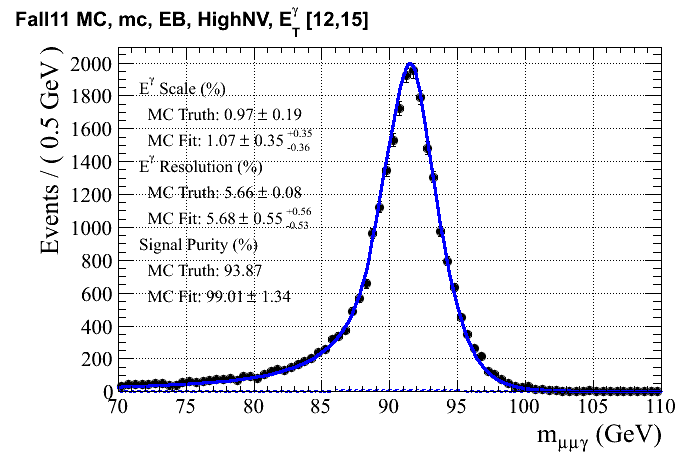 Fall11 MC, mc, EB, HighNV, E_T^γ [12,15]
Events / ( 0.5 GeV )
2000
1800
1600
1400
1200
1000
800
600
400
200
0
E^γ Scale (%)
MC Truth: 0.97 ± 0.19
MC Fit: 1.07 ± 0.35 +0.35 -0.36
E^γ Resolution (%)
MC Truth: 5.66 ± 0.08
MC Fit: 5.68 ± 0.55 +0.56 -0.53
Signal Purity (%)
MC Truth: 93.87
MC Fit: 99.01 ± 1.34
70 75 80 85 90 95 100 105 110
m_μμγ (GeV)